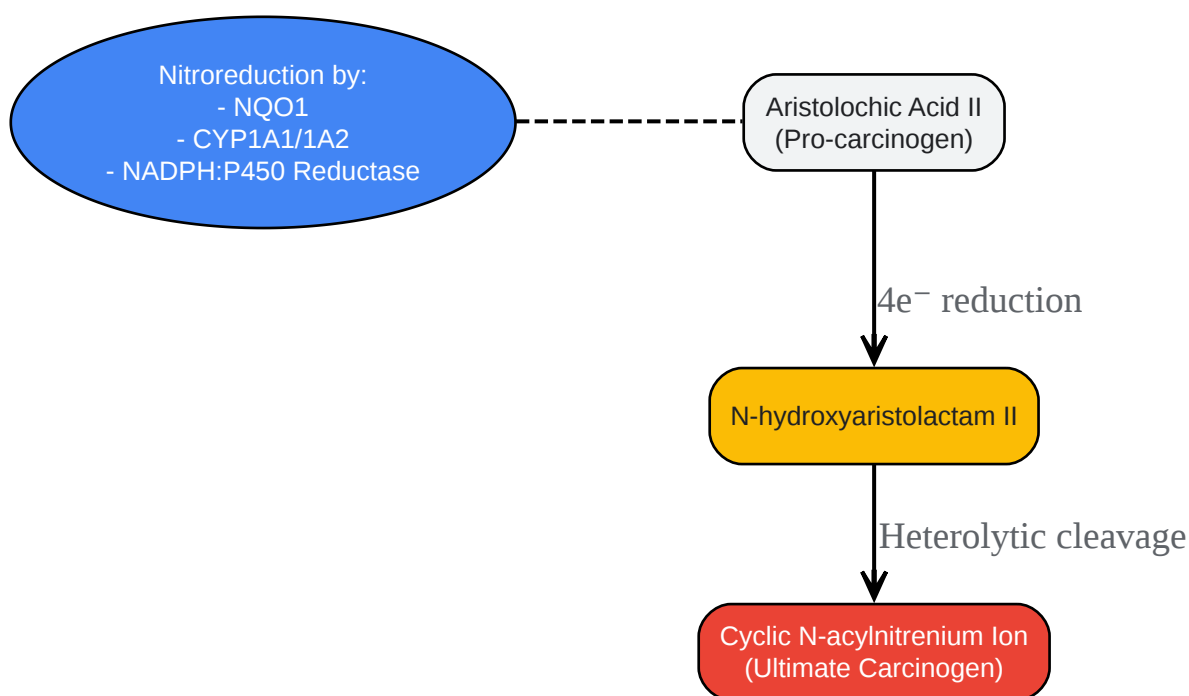 Nitroreduction by:
- NQO1
- CYP1A1/1A2
- NADPH:P450 Reductase
Aristolochic Acid II
(Pro-carcinogen)
4e⁻ reduction
N-hydroxyaristolactam II
Heterolytic cleavage
Cyclic N-acylnitrenium Ion
(Ultimate Carcinogen)